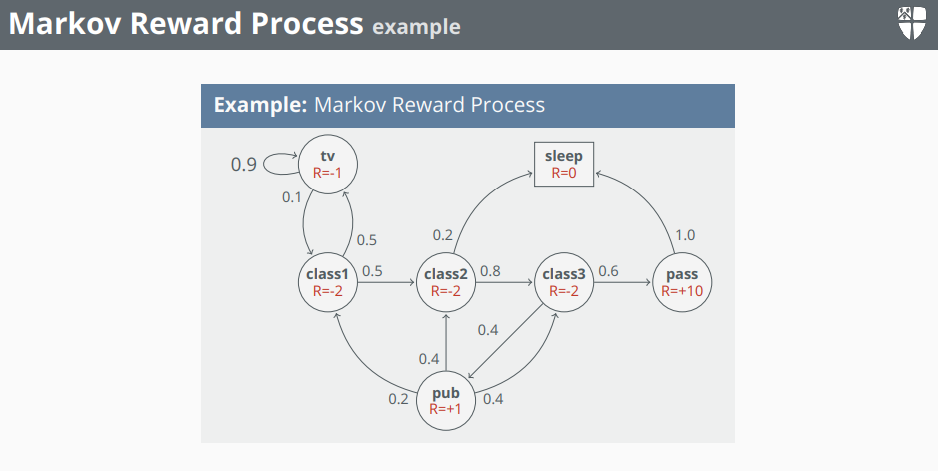 Markov Reward Process example
Example: Markov Reward Process
tv
R=-1
0.9
sleep
R=0
0.1
0.5
0.2
1.0
class1
R=-2
0.5
class2
R=-2
0.8
class3
R=-2
0.6
pass
R=+10
0.4
0.4
0.2
pub
R=+1
0.4